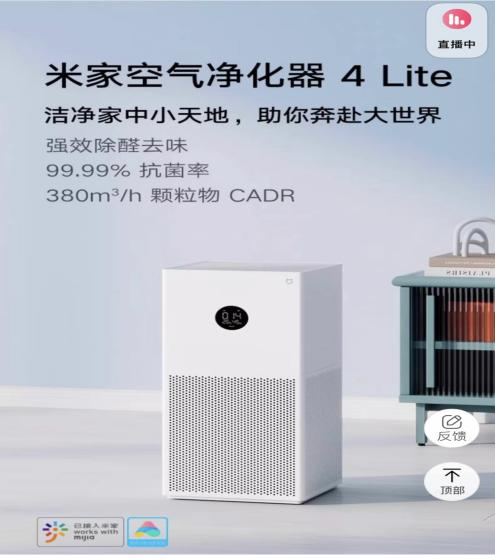 直播中
米家空气净化器 4 Lite
洁净家中小天地，助你奔赴大世界
强效除醛去味
99.99% 抗菌率
380m³/h 颗粒物 CADR
014
反馈
顶部
已接入米家
works with
mijia